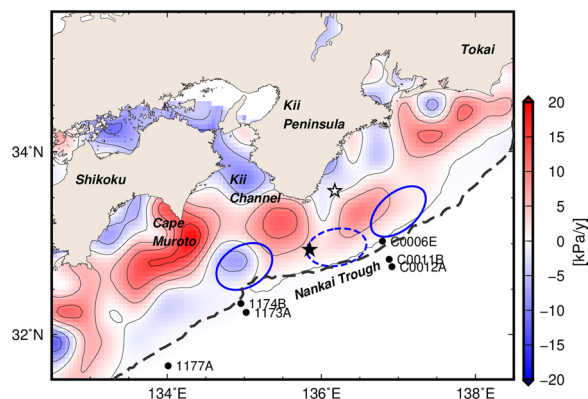 Tokai
Kii
Peninsula
34˚N
Shikoku
Kii
Channel
Cape
Muroto
C0006E
C0011B
C0012A
Nankai Trough
1174B
1173A
32˚N
1177A
134˚E
136˚E
138˚E
20
15
10
5
0
−5
−10
−15
−20
[kPa/y]